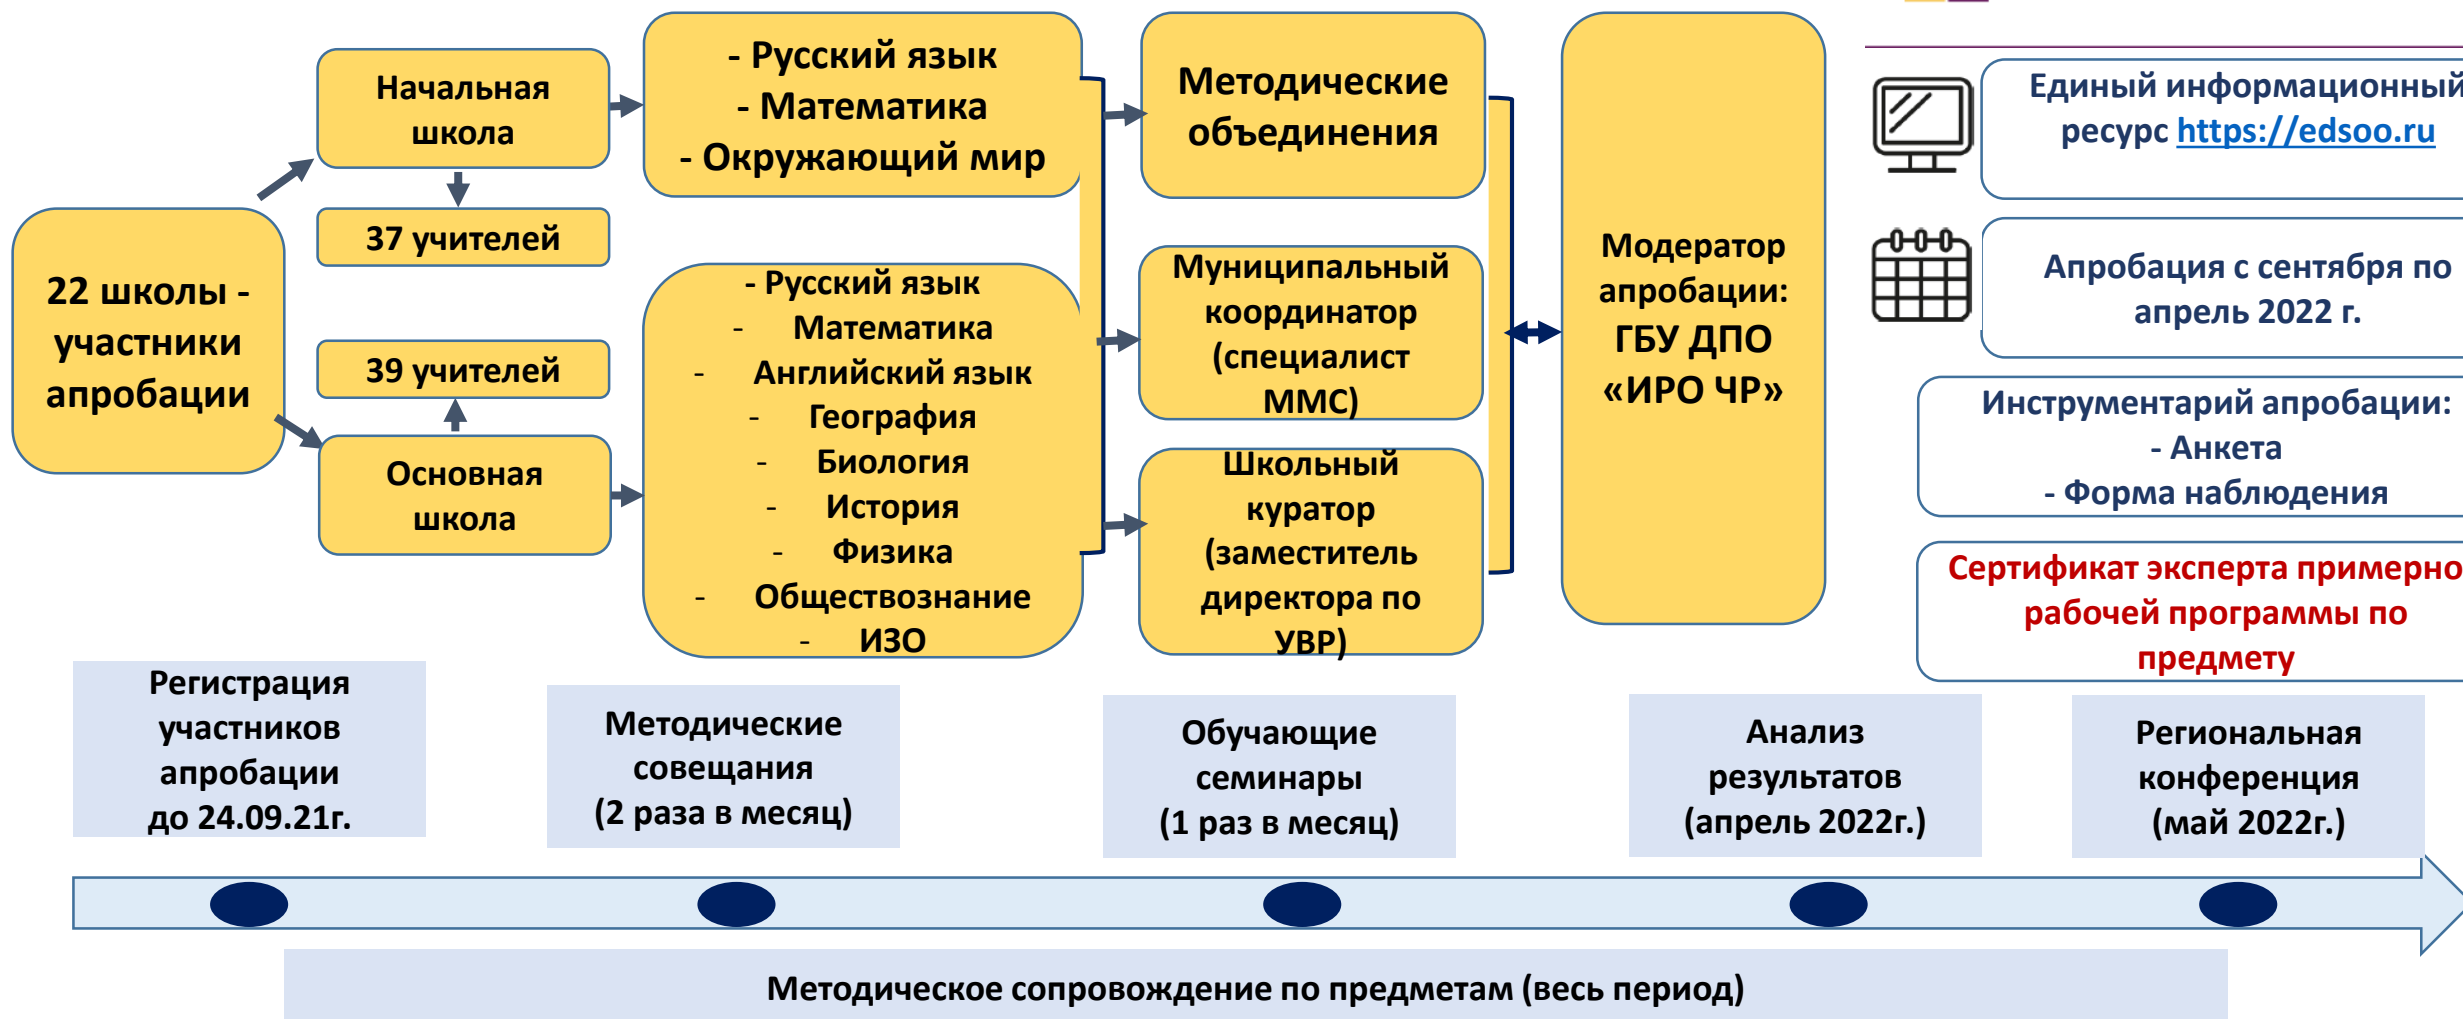 22 школы -
участники
апробации
Начальная
школа
37 учителей
39 учителей
Основная
школа
- Русский язык
- Математика
- Окружающий мир
- Русский язык
- Математика
- Английский язык
- География
- Биология
- История
- Физика
- Обществознание
- ИЗО
Методические
объединения
Муниципальный
координатор
(специалист
ММС)
Школьный
куратор
(заместитель
директора по
УВР)
Модератор
апробации:
ГБУ ДПО
«ИРО ЧР»
Единый информационный
ресурс https://edsoo.ru
Апробация с сентября по
апрель 2022 г.
Инструментарий апробации:
- Анкета
- Форма наблюдения
Сертификат эксперта примерно
рабочей программы по
предмету
Регистрация
участников
апробации
до 24.09.21г.
Методические
совещания
(2 раза в месяц)
Обучающие
семинары
(1 раз в месяц)
Анализ
результатов
(апрель 2022г.)
Региональная
конференция
(май 2022г.)
Методическое сопровождение по предметам (весь период)